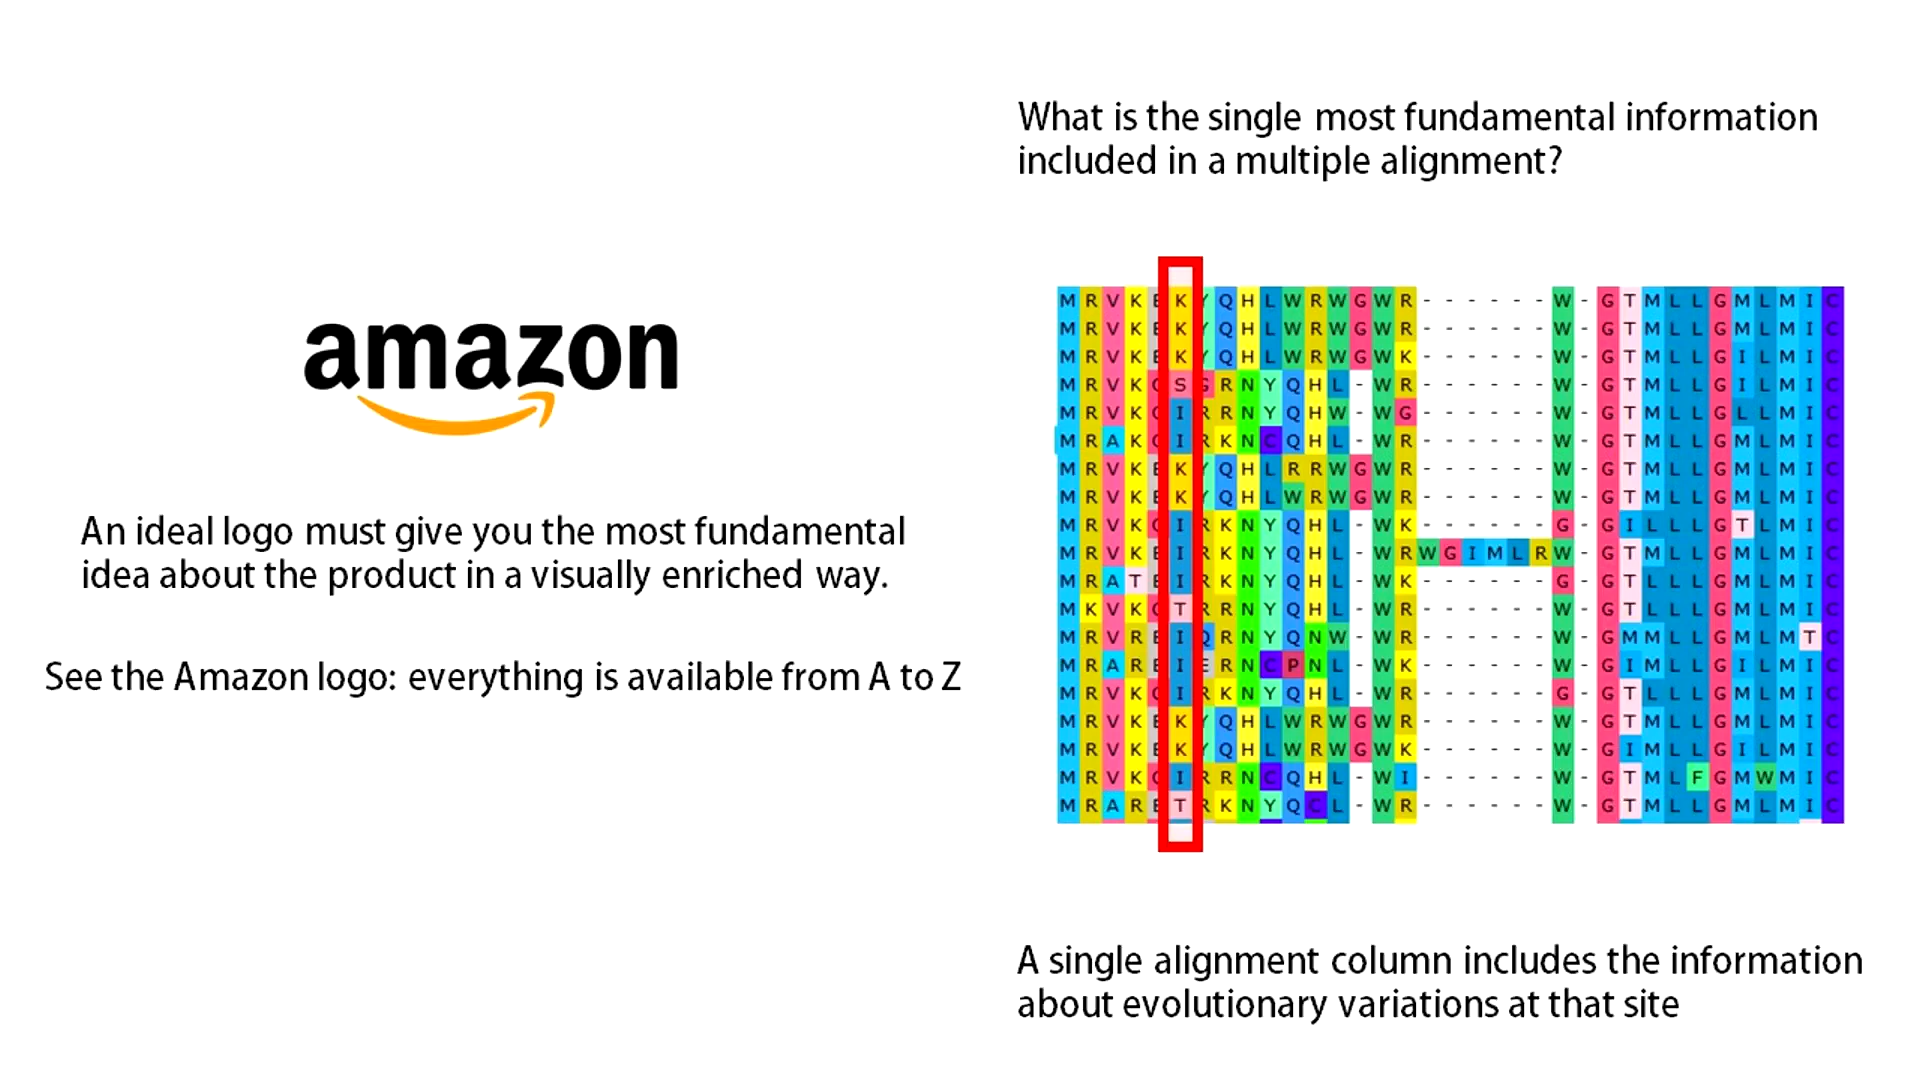 What is the single most fundamental information
included in a multiple alignment?
amazon
An ideal logo must give you the most fundamental
idea about the product in a visually enriched way.
See the Amazon logo: everything is available from A to Z
M R V K E K Y Q H L W R W G W R - - - - - - W - G T M L L G M L M I C
M R V K E K Y Q H L W R W G W R - - - - - - W - G T M L L G M L M I C
M R V K E K Y Q H L W R W G W K - - - - - - W - G T M L L G I L M I C
M R V K G S G R N Y Q H L - W R - - - - - - W - G T M L L G I L M I C
M R V K G I R R N Y Q H W - W G - - - - - - W - G T M L L G L L M I C
M R A K G I R K N C Q H L - W R - - - - - - W - G T M L L G M L M I C
M R V K E K Y Q H L R R W G W R - - - - - - W - G T M L L G M L M I C
M R V K E K Y Q H L W R W G W R - - - - - - W - G T M L L G M L M I C
M R V K G I R K N Y Q H L - W K - - - - - - G - G I L L L G T L M I C
M R V K E I R K N Y Q H L - W R W G I M L R W - G T M L L G M L M I C
M R A T E I R K N Y Q H L - W K - - - - - - G - G T L L L G M L M I C
M K V K G T R R N Y Q H L - W R - - - - - - W - G T L L L G M L M I C
M R V R E I Q R N Y Q N W - W R - - - - - - W - G M M L L G M L M T C
M R A R E I E R N C P N L - W K - - - - - - W - G I M L L G I L M I C
M R V K G I R K N Y Q H L - W R - - - - - - G - G T L L L G M L M I C
M R V K E K Y Q H L W R W G W R - - - - - - W - G T M L L G M L M I C
M R V K E K Y Q H L W R W G W K - - - - - - W - G I M L L G I L M I C
M R V K G I R R N C Q H L - W I - - - - - - W - G T M L F G M W M I C
M R A R E T R K N Y Q C L - W R - - - - - - W - G T M L L G M L M I C
A single alignment column includes the information
about evolutionary variations at that site